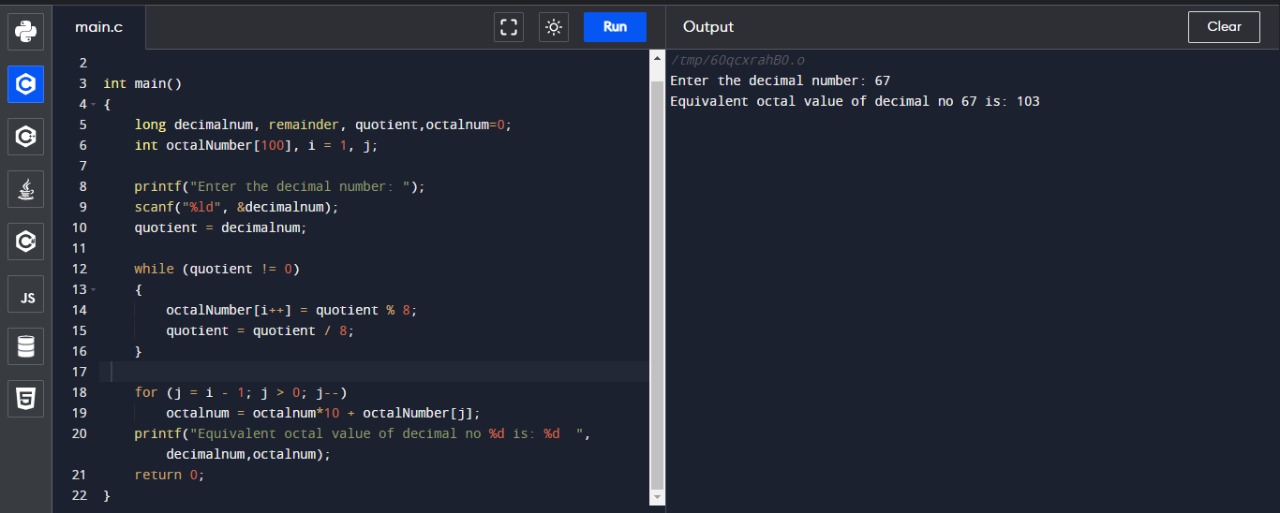 main.c
Run
Output
Clear
2
3 int main()
4 {
5 long decimalnum, remainder, quotient,octalnum=0;
6 int octalNumber[100], i = 1, j;
7
8 printf("Enter the decimal number: ");
9 scanf("%ld", &decimalnum);
10 quotient = decimalnum;
11
12 while (quotient != 0)
13 {
14 octalNumber[i++] = quotient % 8;
15 quotient = quotient / 8;
16 }
17
18 for (j = i - 1; j > 0; j--)
19 octalnum = octalnum*10 + octalNumber[j];
20 printf("Equivalent octal value of decimal no %d is: %d  ",
decimalnum,octalnum);
21 return 0;
22 }
JS
/tmp/6OqcxrahBO.o
Enter the decimal number: 67
Equivalent octal value of decimal no 67 is: 103